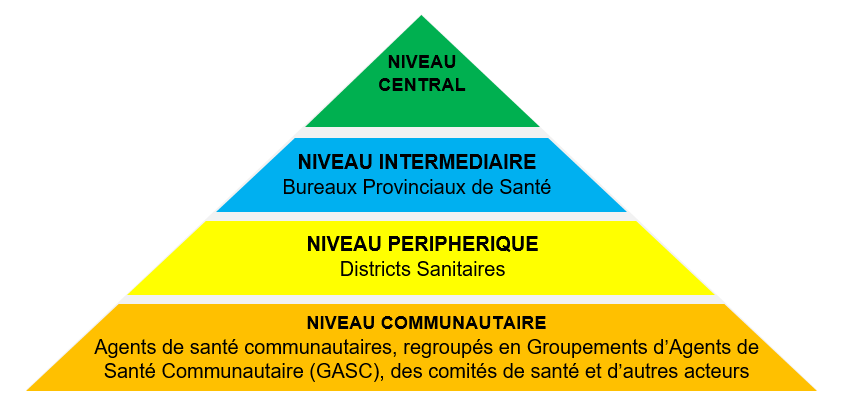 NIVEAU
CENTRAL
NIVEAU INTERMEDIAIRE
Bureaux Provinciaux de Santé
NIVEAU PERIPHERIQUE
Districts Sanitaires
NIVEAU COMMUNAUTAIRE
Agents de santé communautaires, regroupés en Groupements d’Agents de
Santé Communautaire (GASC), des comités de santé et d’autres acteurs